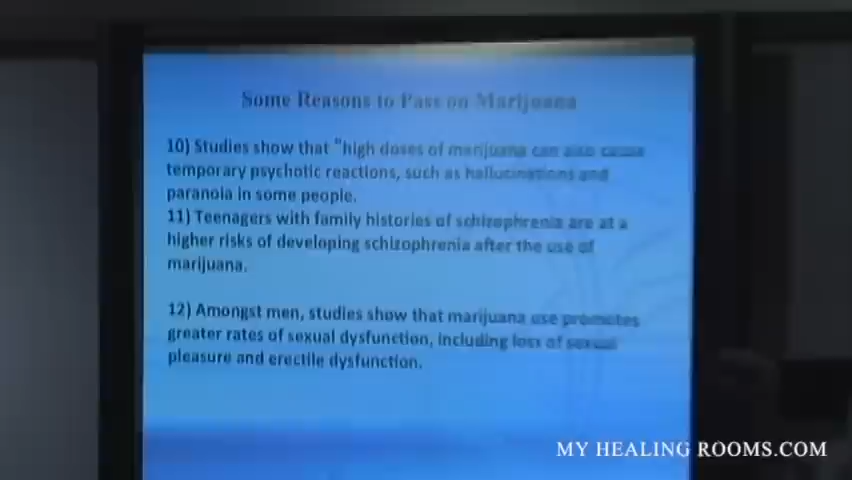 Some Reasons to Pass on Marijuana
10) Studies show that "high doses of marijuana can also cause
temporary psychotic reactions, such as hallucinations and
paranoia in some people.
11) Teenagers with family histories of schizophrenia are at a
higher risks of developing schizophrenia after the use of
marijuana.
12) Amongst men, studies show that marijuana use promotes
greater rates of sexual dysfunction, including loss of sexual
pleasure and erectile dysfunction.
MY HEALING ROOMS.COM